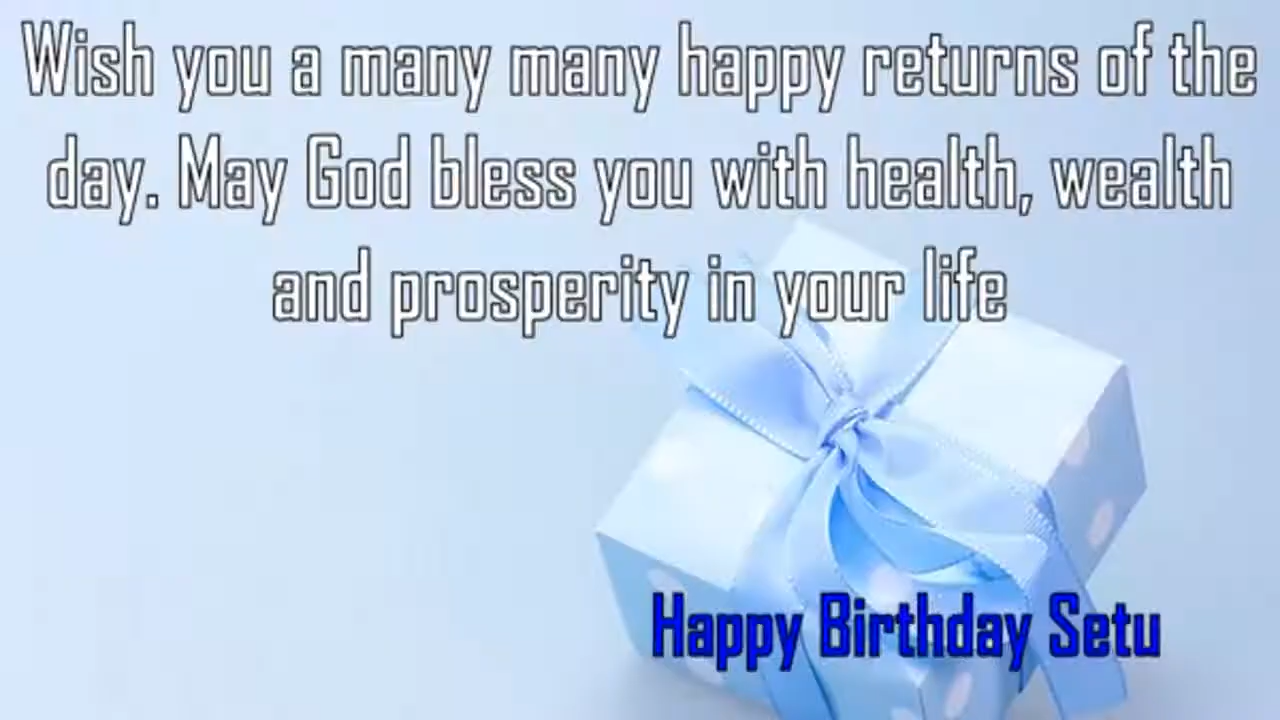 Wish you a many many happy returns of the
day. May God bless you with health, wealth
and prosperity in your life
Happy Birthday Setu